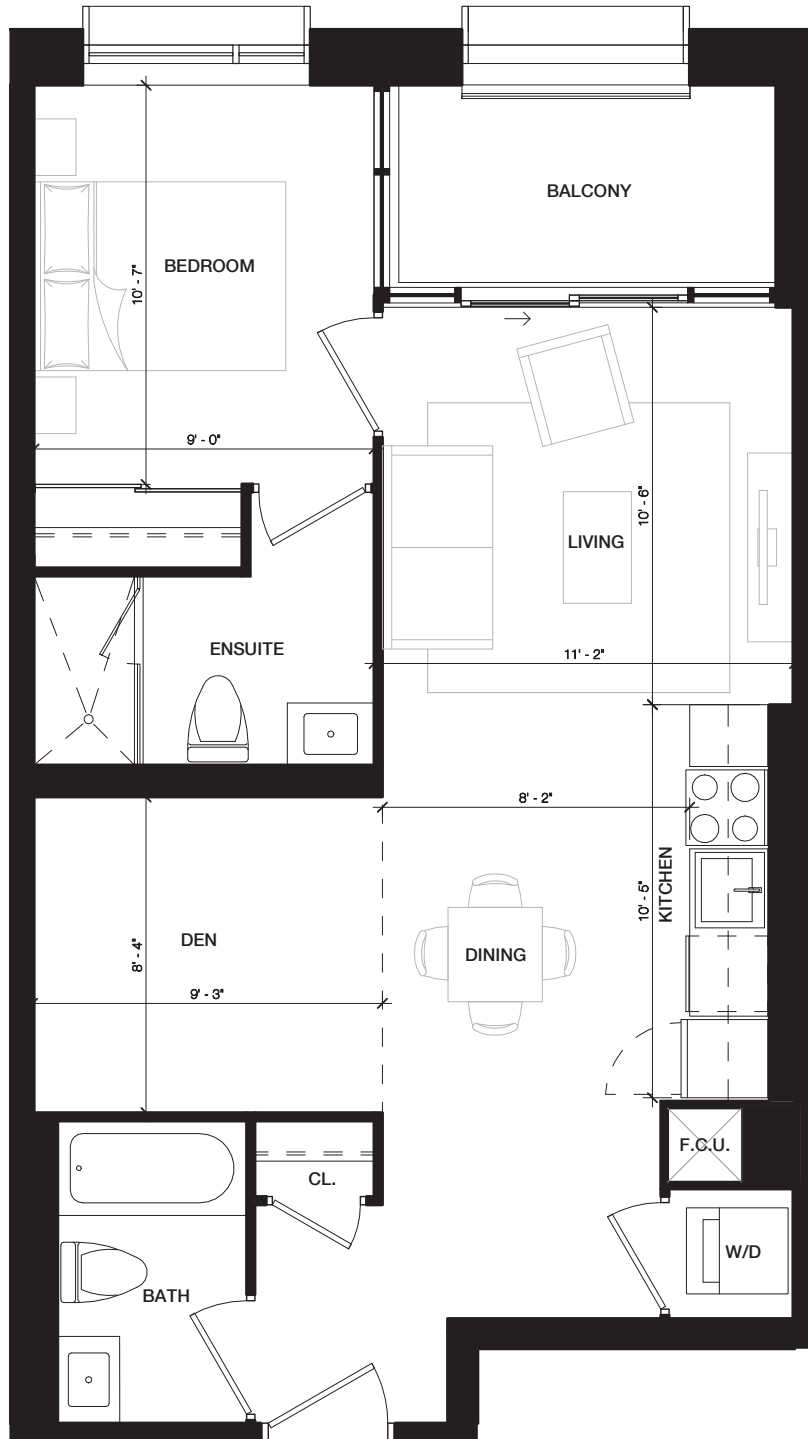 BALCONY
BEDROOM
10' - 7"
9' - 0"
10' - 6"
LIVING
ENSUITE
11' - 2"
8' - 2"
KITCHEN
10' - 5"
DEN
8' - 4"
DINING
9' - 3"
F.C.U.
CL.
W/D
BATH